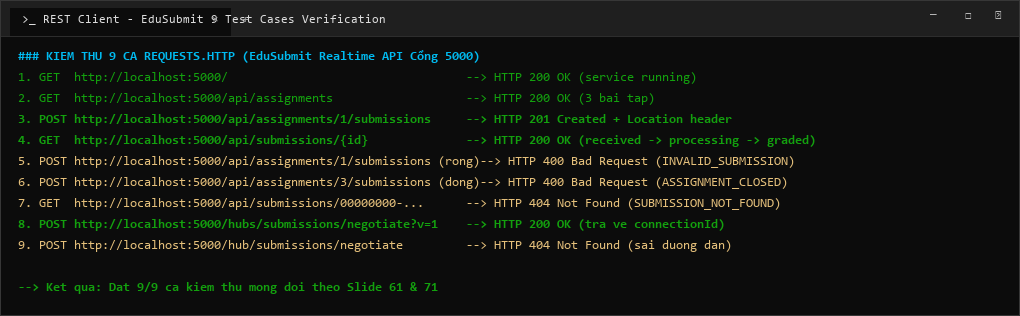 >_ REST Client - EduSubmit 9 Test Cases Verification
### KIEM THU 9 CA REQUESTS.HTTP (EduSubmit Realtime API Cổng 5000)
1. GET  http://localhost:5000/ --> HTTP 200 OK (service running)
2. GET  http://localhost:5000/api/assignments --> HTTP 200 OK (3 bai tap)
3. POST http://localhost:5000/api/assignments/1/submissions --> HTTP 201 Created + Location header
4. GET  http://localhost:5000/api/submissions/{id} --> HTTP 200 OK (received -> processing -> graded)
5. POST http://localhost:5000/api/assignments/1/submissions (rong)--> HTTP 400 Bad Request (INVALID_SUBMISSION)
6. POST http://localhost:5000/api/assignments/3/submissions (dong)--> HTTP 400 Bad Request (ASSIGNMENT_CLOSED)
7. GET  http://localhost:5000/api/submissions/00000000-... --> HTTP 404 Not Found (SUBMISSION_NOT_FOUND)
8. POST http://localhost:5000/hubs/submissions/negotiate?v=1 --> HTTP 200 OK (tra ve connectionId)
9. POST http://localhost:5000/hub/submissions/negotiate --> HTTP 404 Not Found (sai duong dan)
--> Ket qua: Dat 9/9 ca kiem thu mong doi theo Slide 61 & 71